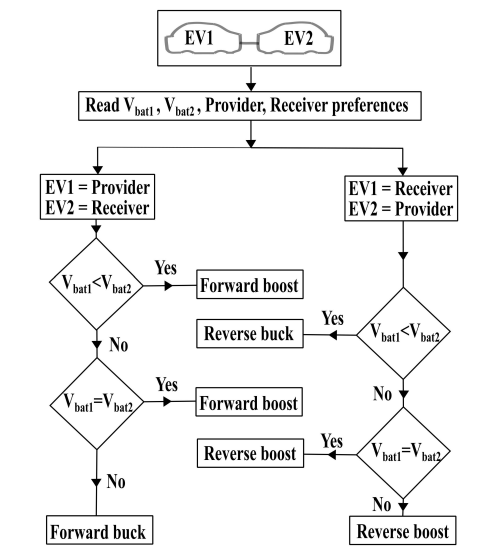 EV1 EV2
Read Vbat1, Vbat2, Provider, Receiver preferences
EV1 = Provider
EV2 = Receiver
EV1 = Receiver
EV2 = Provider
Vbat1<Vbat2
Yes
Forward boost
No
Vbat1=Vbat2
Yes
Forward boost
No
Forward buck
Vbat1<Vbat2
Yes
Reverse buck
No
Vbat1=Vbat2
Yes
Reverse boost
No
Reverse boost